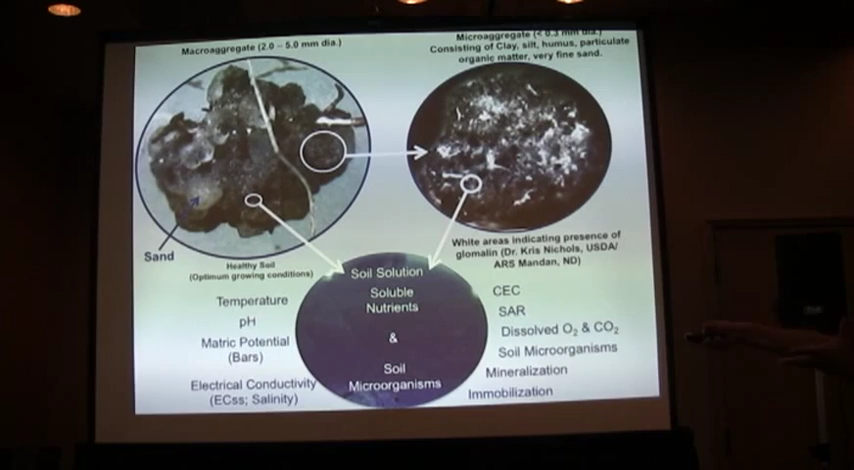 Macroaggregate (2.0 – 5.0 mm dia.)
Microaggregate (< 0.3 mm dia.)
Consisting of Clay, silt, humus, particulate
organic matter, very fine sand.
Sand
Healthy Soil
(Optimum growing conditions)
White areas indicating presence of
glomalin (Dr. Kris Nichols, USDA/
ARS Mandan, ND)
Soil Solution
Soluble
Nutrients
&
Soil
Microorganisms
Temperature
pH
Matric Potential
(Bars)
Electrical Conductivity
(ECss; Salinity)
CEC
SAR
Dissolved O₂ & CO₂
Soil Microorganisms
Mineralization
Immobilization